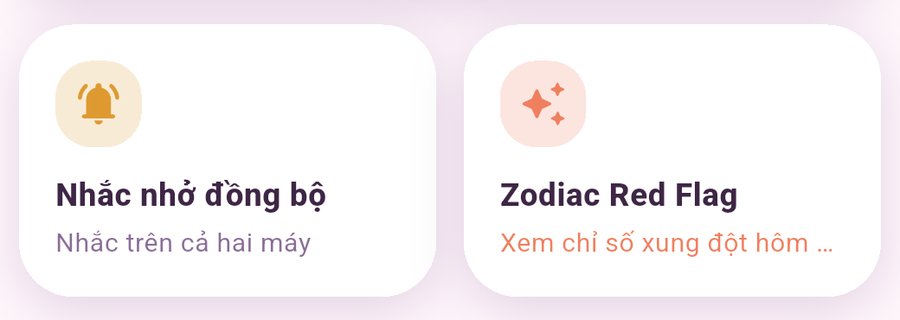 Nhắc nhở đồng bộ
Nhắc trên cả hai máy
Zodiac Red Flag
Xem chỉ số xung đột hôm ...